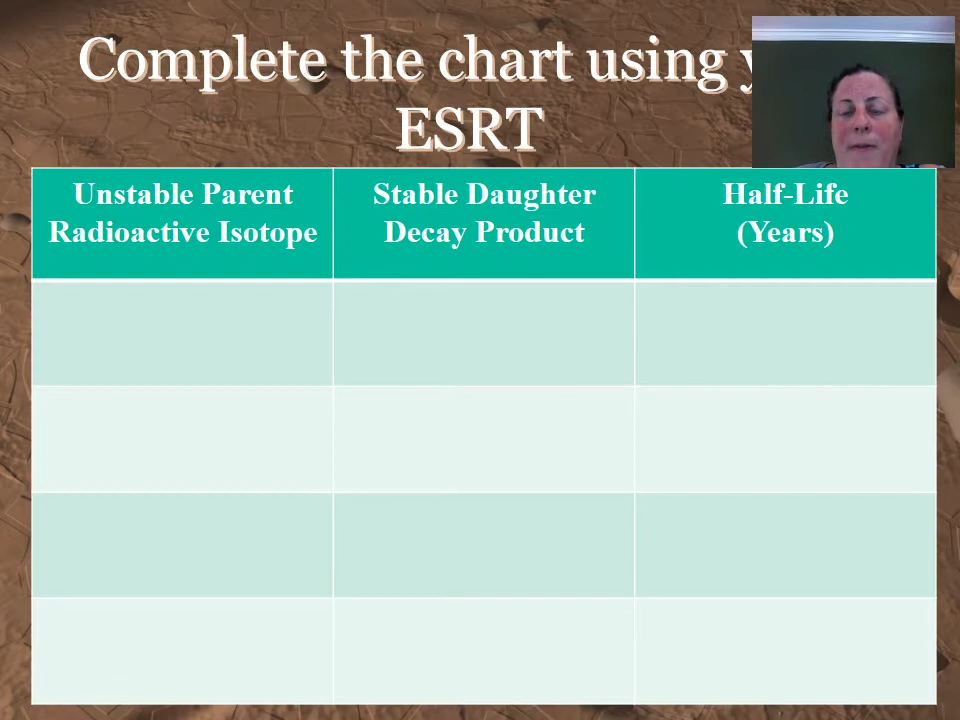 Complete the chart using
ESRT
Unstable Parent
Radioactive Isotope
Stable Daughter
Decay Product
Half-Life
(Years)